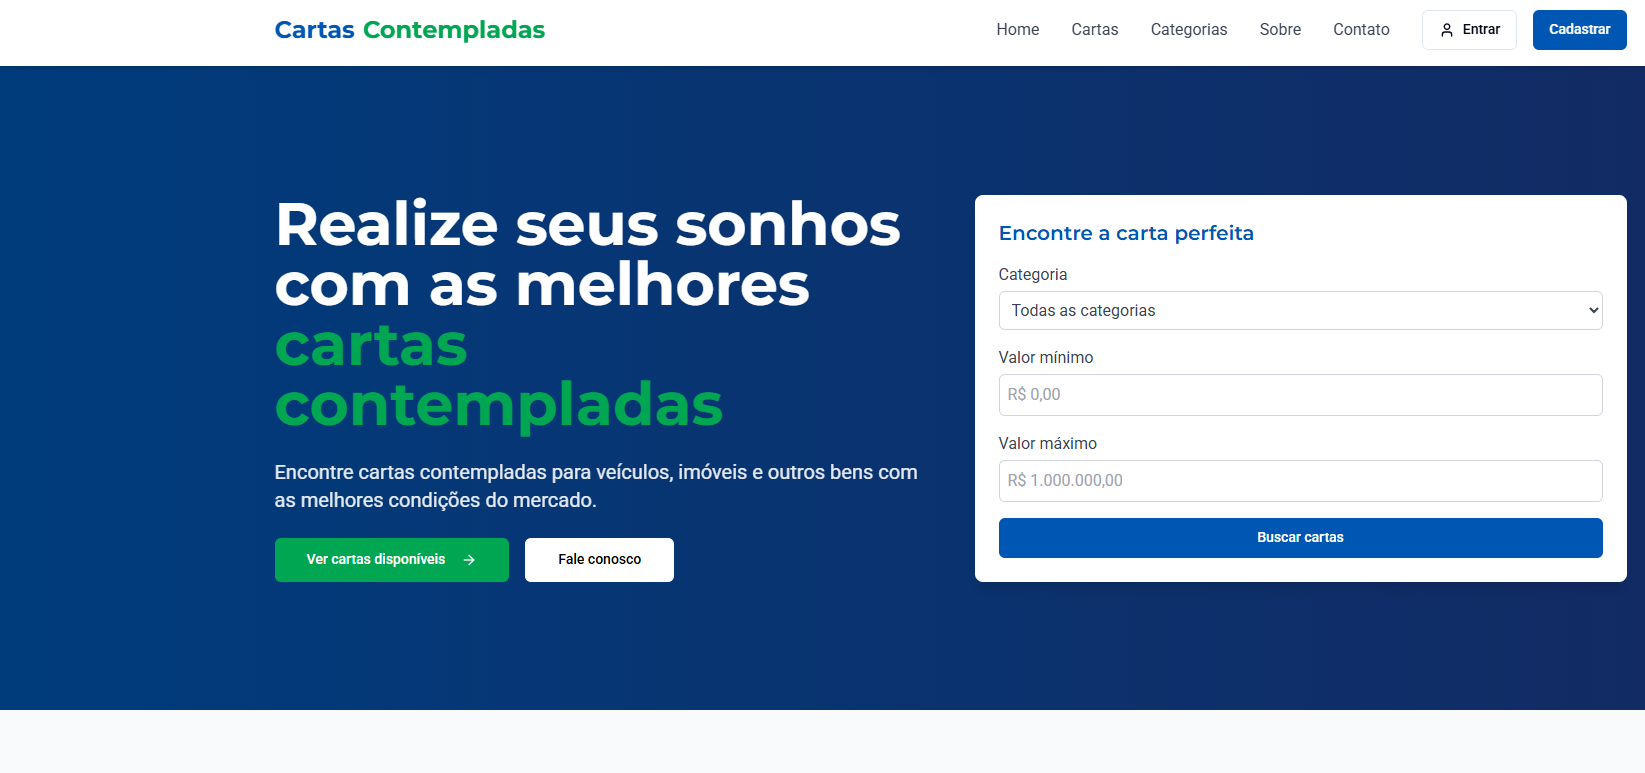 Cartas Contempladas
Home
Cartas
Categorias
Sobre
Contato
Entrar
Cadastrar
Realize seus sonhos
com as melhores
cartas
contempladas
Encontre cartas contempladas para veículos, imóveis e outros bens com
as melhores condições do mercado.
Ver cartas disponíveis →
Fale conosco
Encontre a carta perfeita
Categoria
Todas as categorias
Valor mínimo
R$ 0,00
Valor máximo
R$ 1.000.000,00
Buscar cartas